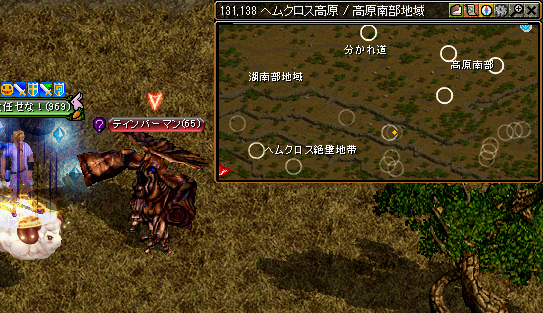 131,138 ヘムクロス高原 / 高原南部地域
分かれ道
高原南部
湖南部地域
に任せな！(969)
? ティンバーマン(65)
ヘムクロス絶壁地帯